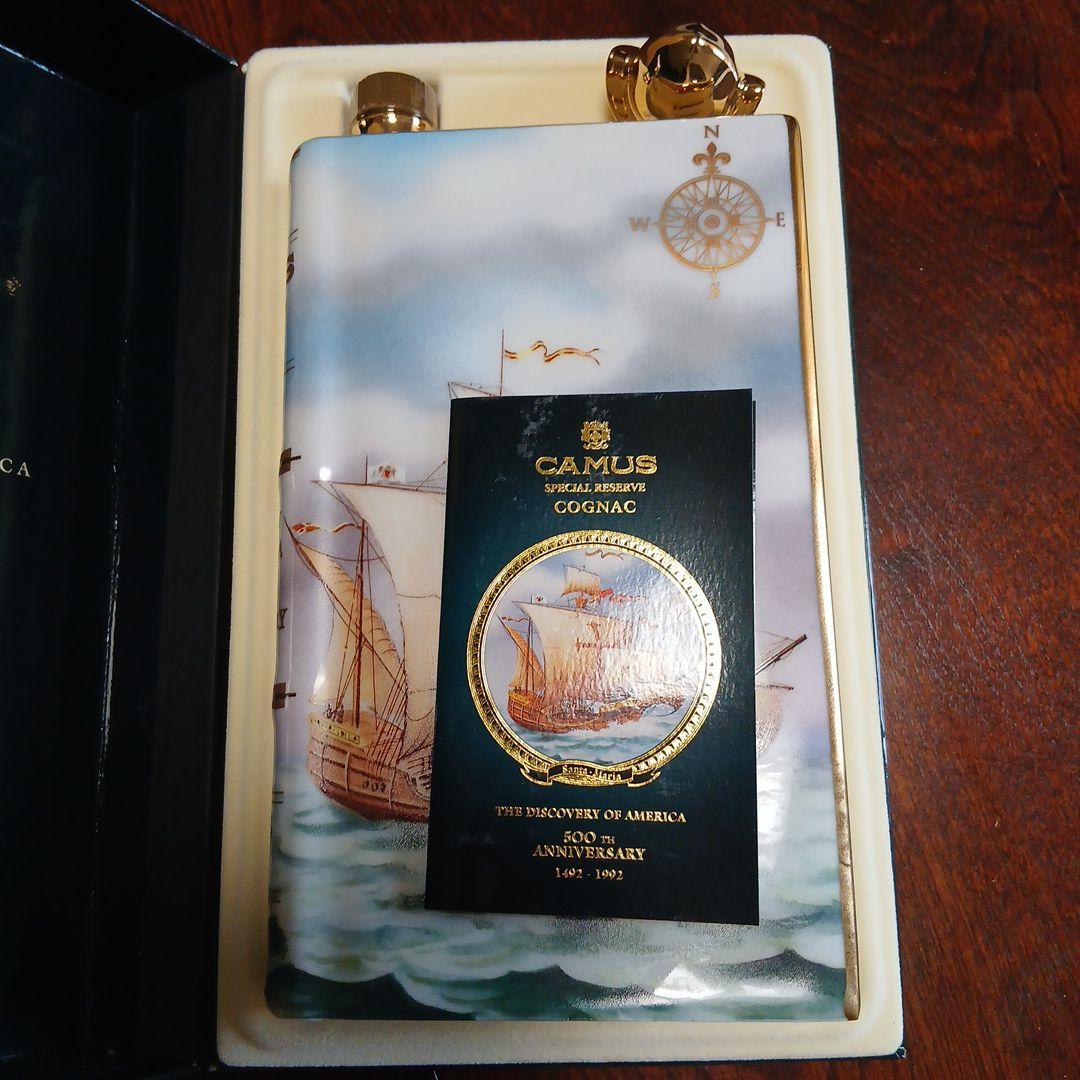 N
W
E
S
CA
CAMUS
SPECIAL RESERVE
COGNAC
Santa-Maria
THE DISCOVERY OF AMERICA
500 TH
ANNIVERSARY
1492 - 1992